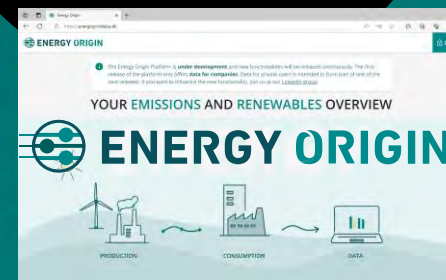 Energy Origin
ENERGY ORIGIN
The Energy Origin Platform is under development and new functionalities will be released continuously. The first
release of the platform only offers data for companies. Data for private users is intended to form part of one of the
next releases. If you want to influence the new functionality, join us at our LinkedIn group.
YOUR EMISSIONS AND RENEWABLES OVERVIEW
ENERGY ORIGIN
PRODUCTION
CONSUMPTION
DATA